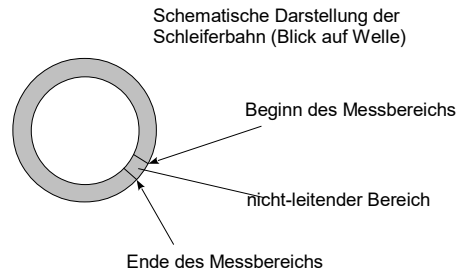 Schematische Darstellung der
Schleiferbahn (Blick auf Welle)
Beginn des Messbereichs
nicht-leitender Bereich
Ende des Messbereichs